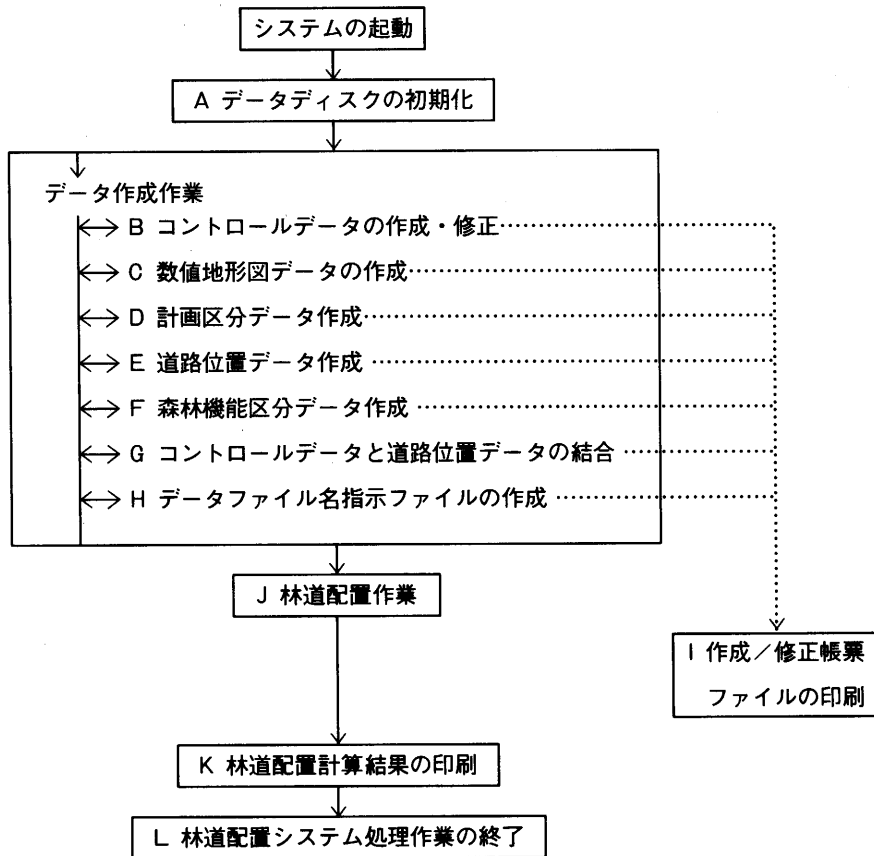 システムの起動
A データディスクの初期化
データ作成作業
B コントロールデータの作成・修正
C 数値地形図データの作成
D 計画区分データ作成
E 道路位置データ作成
F 森林機能区分データ作成
G コントロールデータと道路位置データの結合
H データファイル名指示ファイルの作成
J 林道配置作業
I 作成／修正帳票
ファイルの印刷
K 林道配置計算結果の印刷
L 林道配置システム処理作業の終了